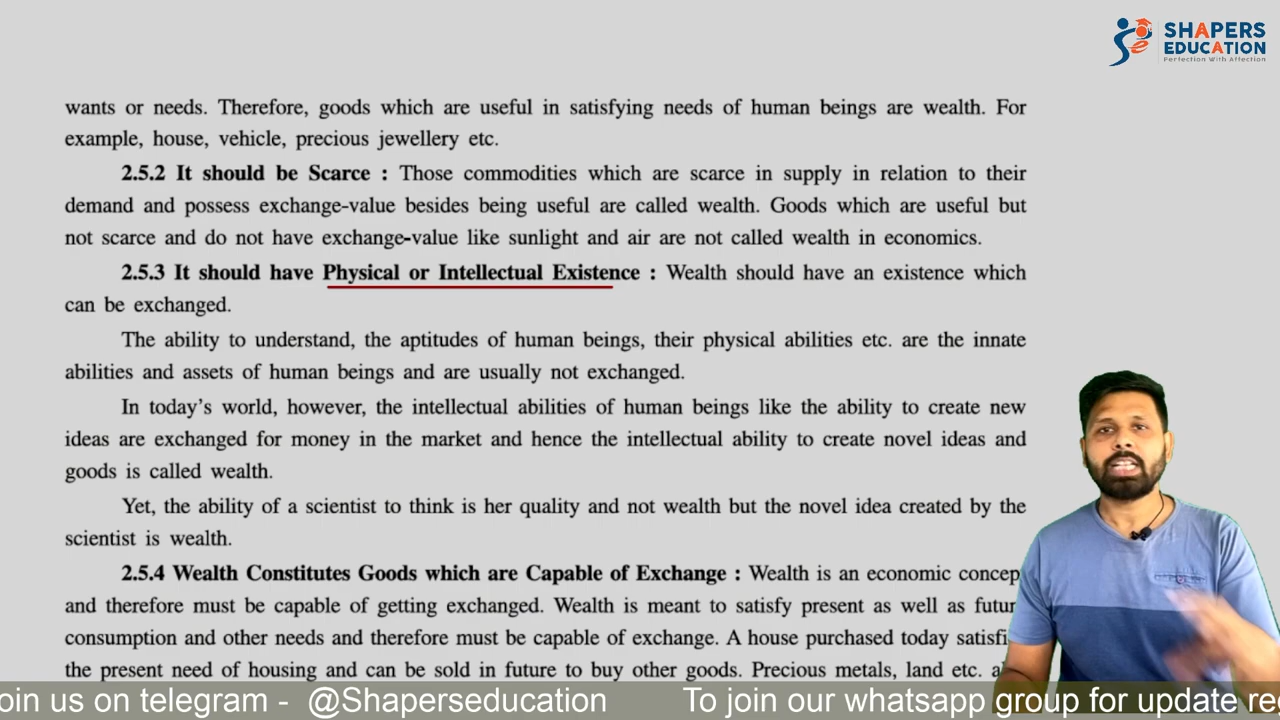 SHAPERS
EDUCATION
Perfection With Affection
wants or needs. Therefore, goods which are useful in satisfying needs of human beings are wealth. For
example, house, vehicle, precious jewellery etc.
2.5.2 It should be Scarce : Those commodities which are scarce in supply in relation to their
demand and possess exchange-value besides being useful are called wealth. Goods which are useful but
not scarce and do not have exchange-value like sunlight and air are not called wealth in economics.
2.5.3 It should have Physical or Intellectual Existence : Wealth should have an existence which
can be exchanged.
The ability to understand, the aptitudes of human beings, their physical abilities etc. are the innate
abilities and assets of human beings and are usually not exchanged.
In today's world, however, the intellectual abilities of human beings like the ability to create new
ideas are exchanged for money in the market and hence the intellectual ability to create novel ideas and
goods is called wealth.
Yet, the ability of a scientist to think is her quality and not wealth but the novel idea created by the
scientist is wealth.
2.5.4 Wealth Constitutes Goods which are Capable of Exchange : Wealth is an economic concep
and therefore must be capable of getting exchanged. Wealth is meant to satisfy present as well as futur
consumption and other needs and therefore must be capable of exchange. A house purchased today satisfi
the present need of housing and can be sold in future to buy other goods. Precious metals, land etc. a
oin us on telegram - @Shaperseducation To join our whatsapp group for update re